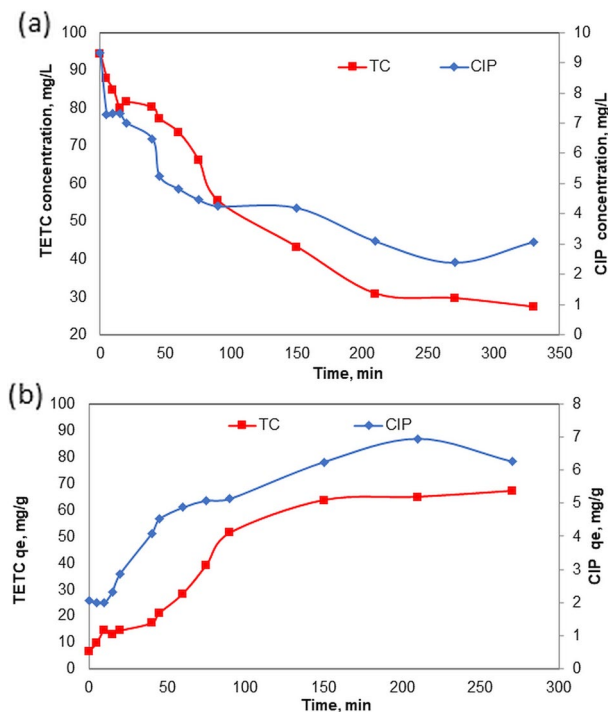 (a)
100
90
80
70
60
50
40
30
20
TETC concentration, mg/L
TC
CIP
10
9
8
7
6
5
4
3
2
1
0
CIP concentration, mg/L
0 50 100 150 200 250 300 350
Time, min
(b)
100
90
80
70
60
50
40
30
20
10
0
TETC qe, mg/g
TC
CIP
8
7
6
5
4
3
2
1
0
CIP qe, mg/g
0 50 100 150 200 250 300
Time, min